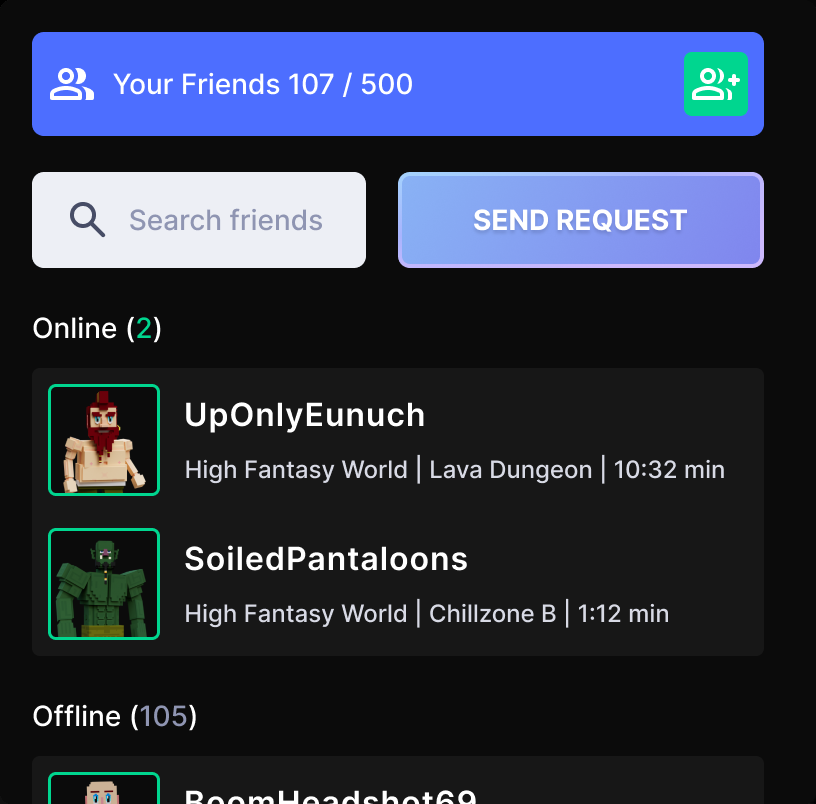 Your Friends 107 / 500
Search friends
SEND REQUEST
Online (2)
UpOnlyEunuch
High Fantasy World | Lava Dungeon | 10:32 min
SoiledPantaloons
High Fantasy World | Chillzone B | 1:12 min
Offline (105)
BoomHeadshot69